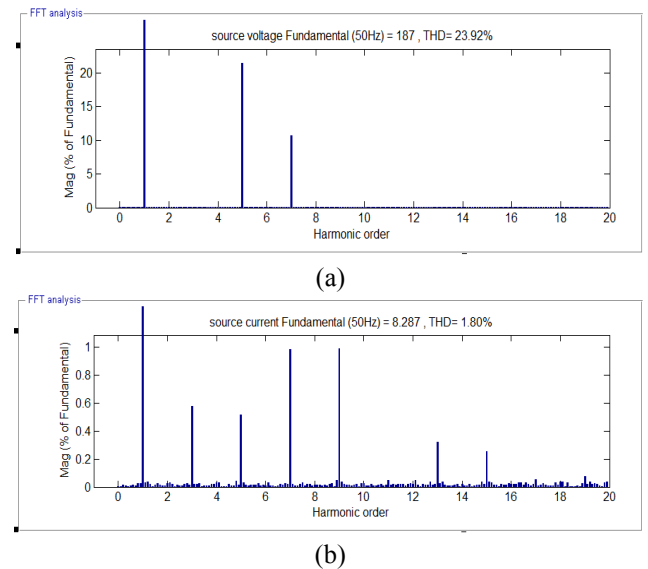 FFT analysis
source voltage Fundamental (50Hz) = 187 , THD= 23.92%
Mag (% of Fundamental)
20
15
10
5
0
0 2 4 6 8 10 12 14 16 18 20
Harmonic order
(a)
FFT analysis
source current Fundamental (50Hz) = 8.287 , THD= 1.80%
Mag (% of Fundamental)
1
0.8
0.6
0.4
0.2
0
0 2 4 6 8 10 12 14 16 18 20
Harmonic order
(b)